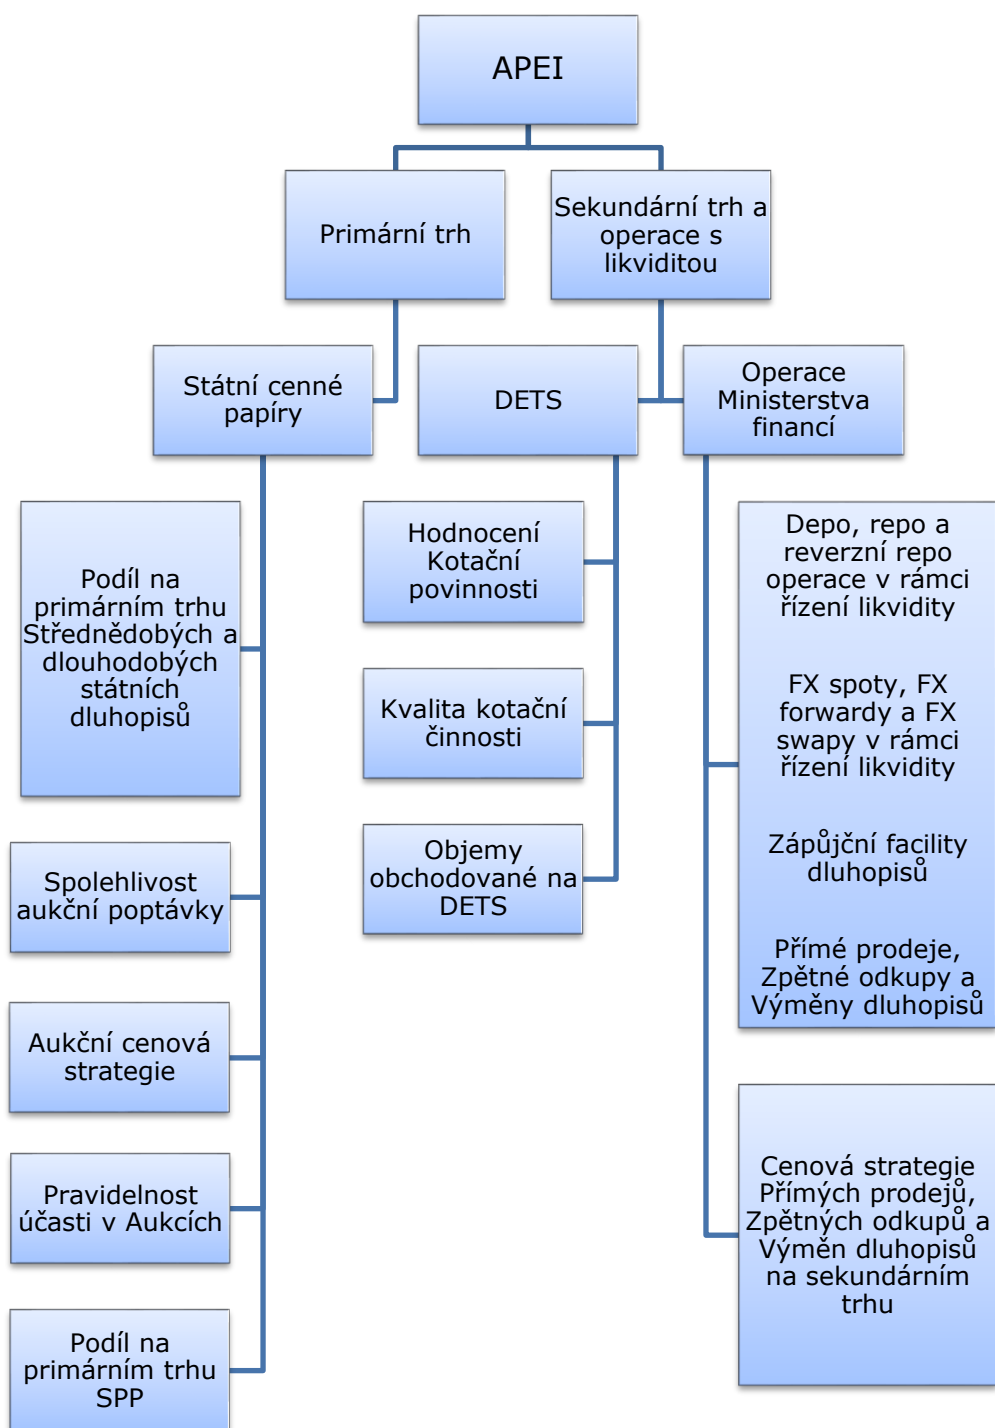 APEI
Primární trh
Sekundární trh a
operace s
likviditou
Státní cenné
papíry
DETS
Operace
Ministerstva
financí
Podíl na
primárním trhu
Střednědobých a
dlouhodobých
státních
dluhopisů
Spolehlivost
aukční poptávky
Aukční cenová
strategie
Pravidelnost
účasti v Aukcích
Podíl na
primárním trhu
SPP
Hodnocení
Kotační
povinnosti
Kvalita kotační
činnosti
Objemy
obchodované na
DETS
Depo, repo a
reverzní repo
operace v rámci
řízení likvidity
FX spoty, FX
forwardy a FX
swapy v rámci
řízení likvidity
Zápůjční facility
dluhopisů
Přímé prodeje,
Zpětné odkupy a
Výměny dluhopisů
Cenová strategie
Přímých prodejů,
Zpětných odkupů a
Výměn dluhopisů
na sekundárním
trhu